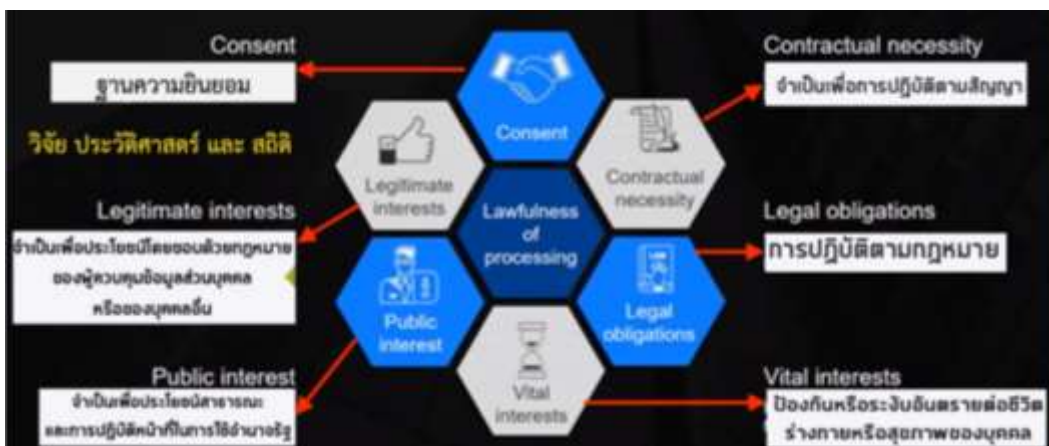 Consent
ฐานความยินยอม
วิจัย ประวัติศาสตร์ และ สถิติ
Legitimate interests
จำเป็นเพื่อประโยชน์โดยชอบด้วยกฎหมาย
ของผู้ควบคุมข้อมูลส่วนบุคคล
หรือของบุคคลอื่น
Public interest
จำเป็นเพื่อประโยชน์สาธารณะ
และการปฏิบัติหน้าที่ในการใช้อำนาจรัฐ
Consent
Legitimate
interests
Contractual
necessity
Lawfulness
of
processing
Public
interest
Legal
obligations
Vital
interests
Contractual necessity
จำเป็นเพื่อการปฏิบัติตามสัญญา
Legal obligations
การปฏิบัติตามกฎหมาย
Vital interests
ป้องกันหรือระงับอันตรายต่อชีวิต
ร่างกายหรือสุขภาพของบุคคล